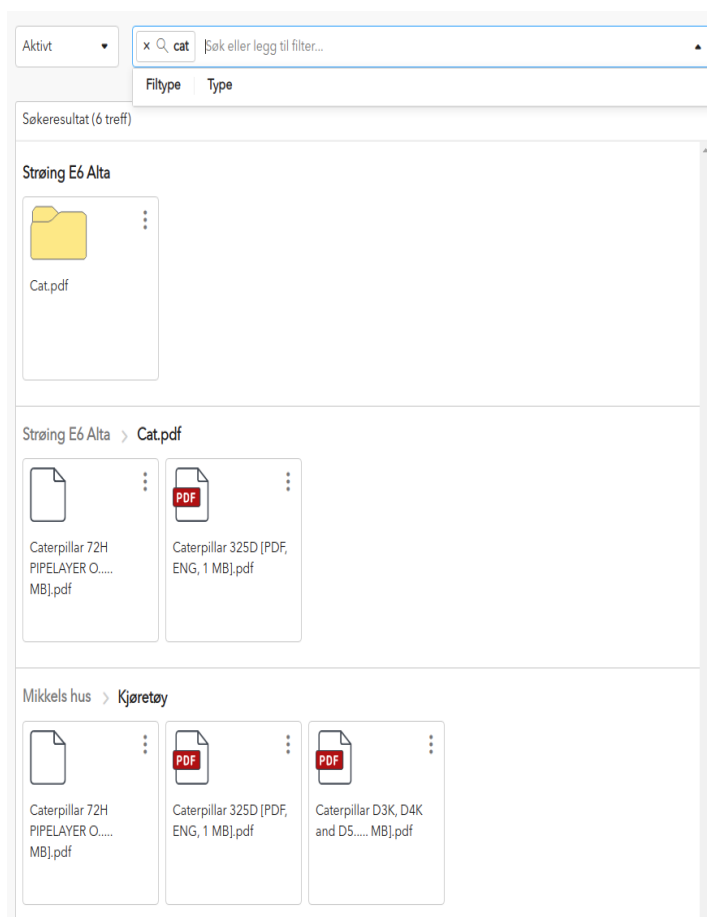 Aktivt
× cat Søk eller legg til filter...
Filtype Type
Søkeresultat (6 treff)
Strøing E6 Alta
Cat.pdf
Strøing E6 Alta > Cat.pdf
PDF
Caterpillar 72H
PIPELAYER O.....
MB].pdf
Caterpillar 325D [PDF,
ENG, 1 MB].pdf
Mikkels hus > Kjøretøy
PDF
PDF
Caterpillar 72H
PIPELAYER O.....
MB].pdf
Caterpillar 325D [PDF,
ENG, 1 MB].pdf
Caterpillar D3K, D4K
and D5..... MB].pdf